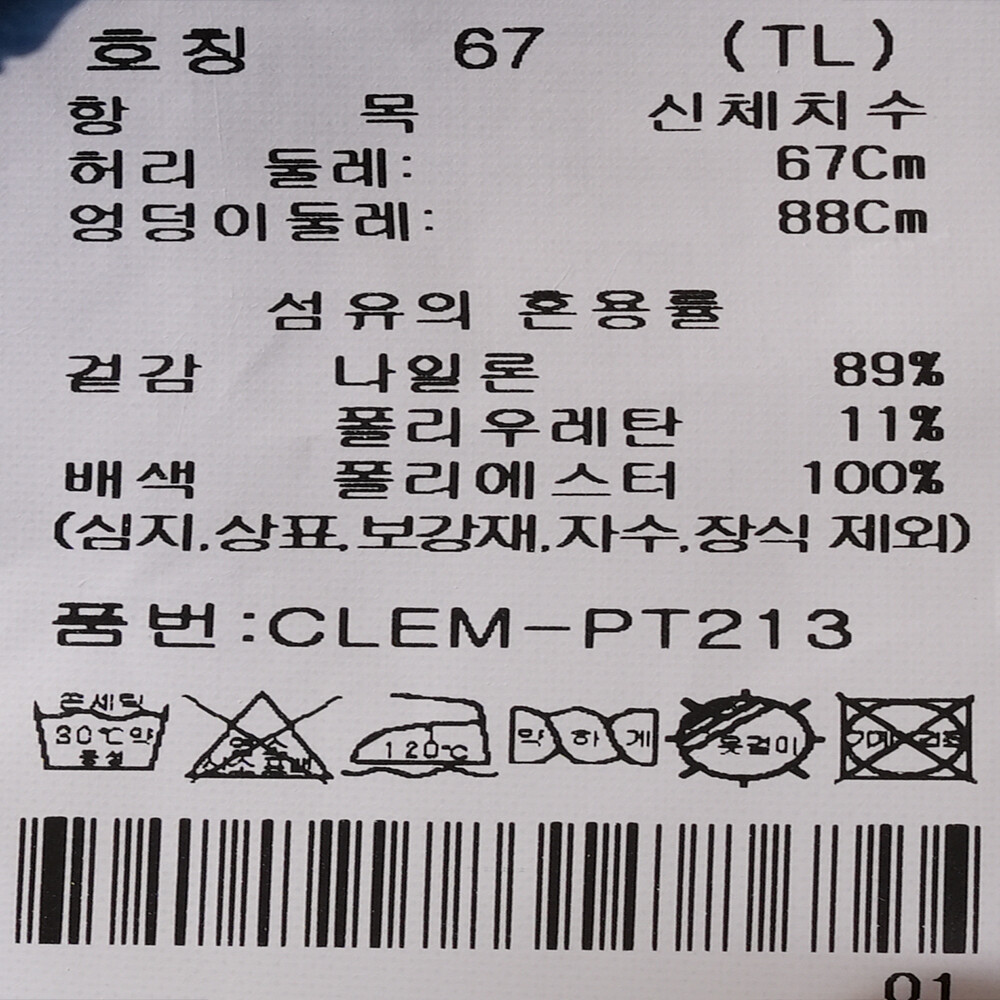 호칭 67 (TL)
항 목 신체치수
허리 둘레: 67Cm
엉덩이둘레: 88Cm
섬유의 혼용률
겉감 나일론 89%
폴리우레탄 11%
배색 폴리에스터 100%
(심지.상표.보강재.자수.장식 제외)
품번:CLEM-PT213
손세탁
30℃약 120℃ 약하게 옷걸이
중성
01